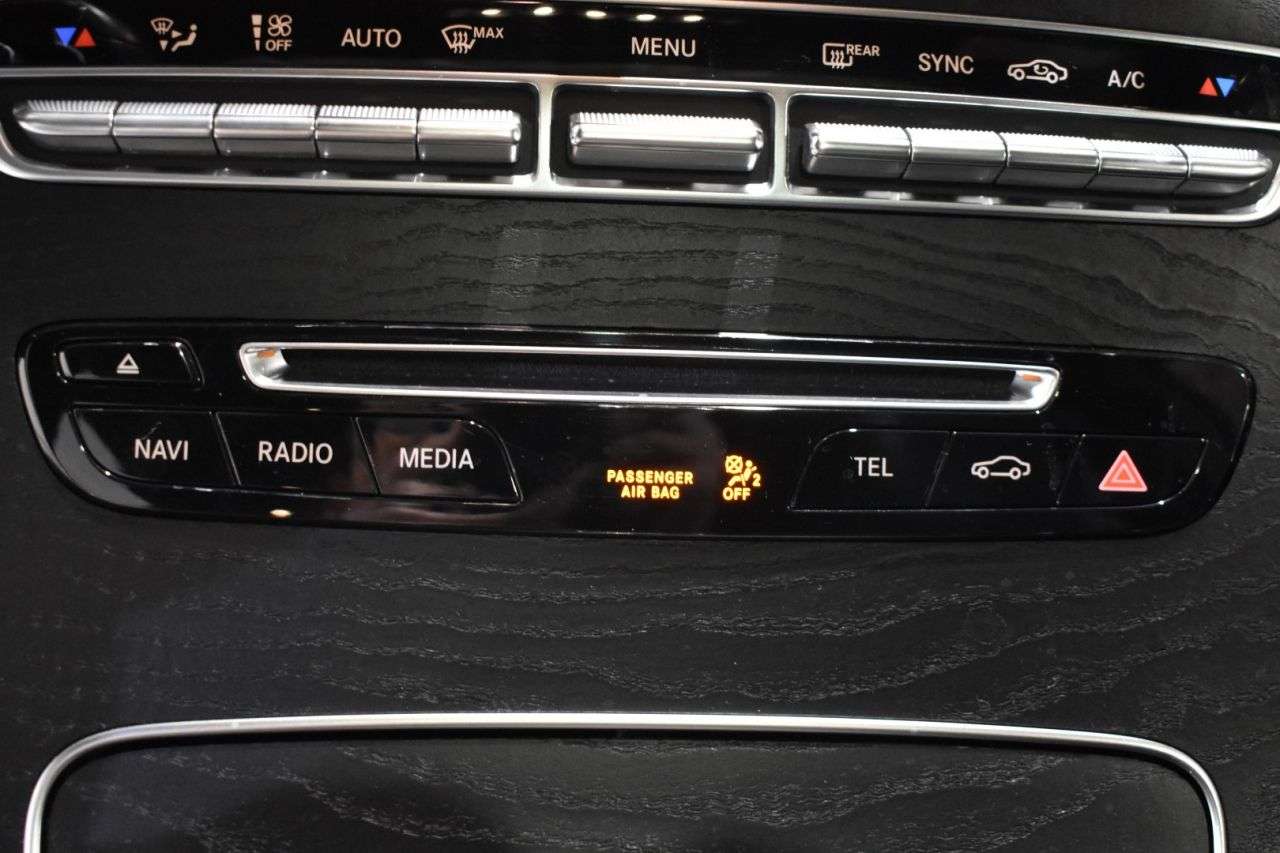 OFF AUTO MAX MENU REAR SYNC A/C
NAVI RADIO MEDIA TEL
PASSENGER
AIR BAG
2
OFF